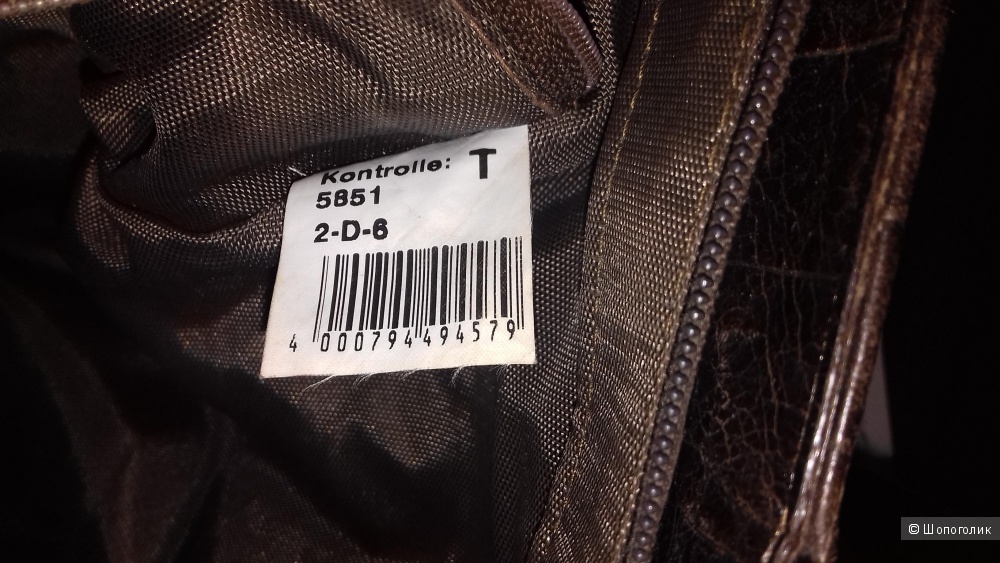 Kontrolle: T
5851
2-D-6
4 000794 494579
© Шопоголик